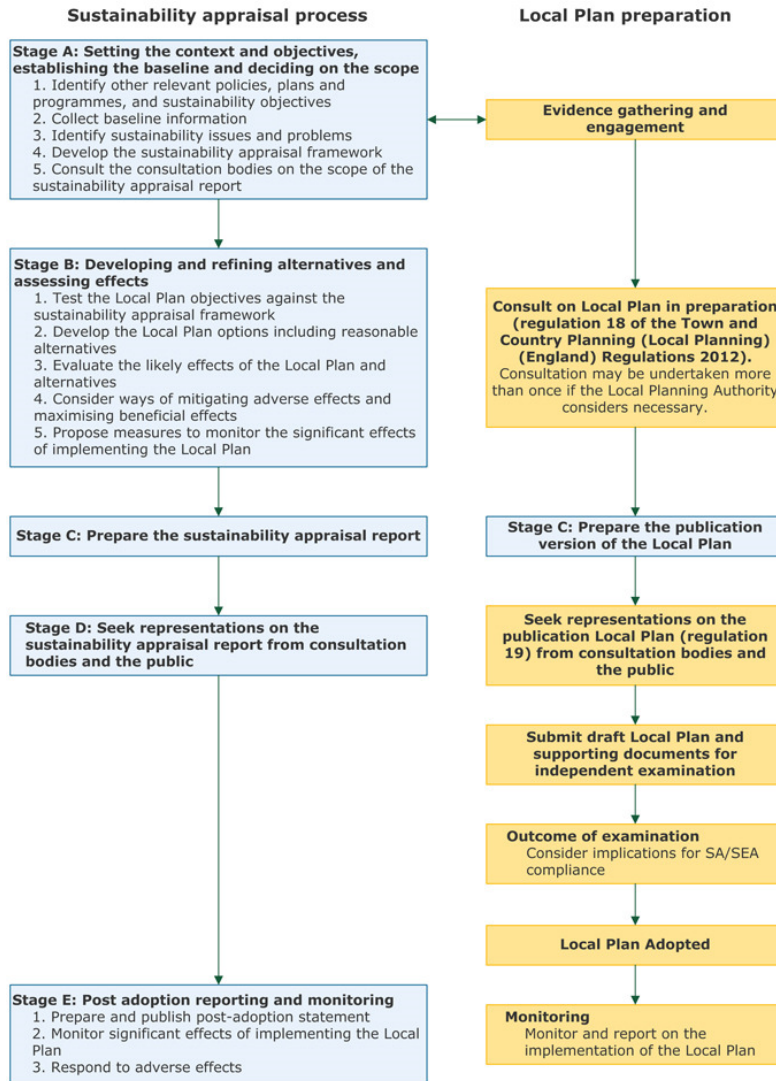 Sustainability appraisal process
Local Plan preparation
Stage A: Setting the context and objectives,
establishing the baseline and deciding on the scope
1. Identify other relevant policies, plans and
programmes, and sustainability objectives
2. Collect baseline information
3. Identify sustainability issues and problems
4. Develop the sustainability appraisal framework
5. Consult the consultation bodies on the scope of the
sustainability appraisal report
Evidence gathering and
engagement
Stage B: Developing and refining alternatives and
assessing effects
1. Test the Local Plan objectives against the
sustainability appraisal framework
2. Develop the Local Plan options including reasonable
alternatives
3. Evaluate the likely effects of the Local Plan and
alternatives
4. Consider ways of mitigating adverse effects and
maximising beneficial effects
5. Propose measures to monitor the significant effects
of implementing the Local Plan
Consult on Local Plan in preparation
(regulation 18 of the Town and
Country Planning (Local Planning)
(England) Regulations 2012).
Consultation may be undertaken more
than once if the Local Planning Authority
considers necessary.
Stage C: Prepare the sustainability appraisal report
Stage C: Prepare the publication
version of the Local Plan
Stage D: Seek representations on the
sustainability appraisal report from consultation
bodies and the public
Seek representations on the
publication Local Plan (regulation
19) from consultation bodies and
the public
Submit draft Local Plan and
supporting documents for
independent examination
Outcome of examination
Consider implications for SA/SEA
compliance
Local Plan Adopted
Stage E: Post adoption reporting and monitoring
1. Prepare and publish post-adoption statement
2. Monitor significant effects of implementing the Local
Plan
3. Respond to adverse effects
Monitoring
Monitor and report on the
implementation of the Local Plan